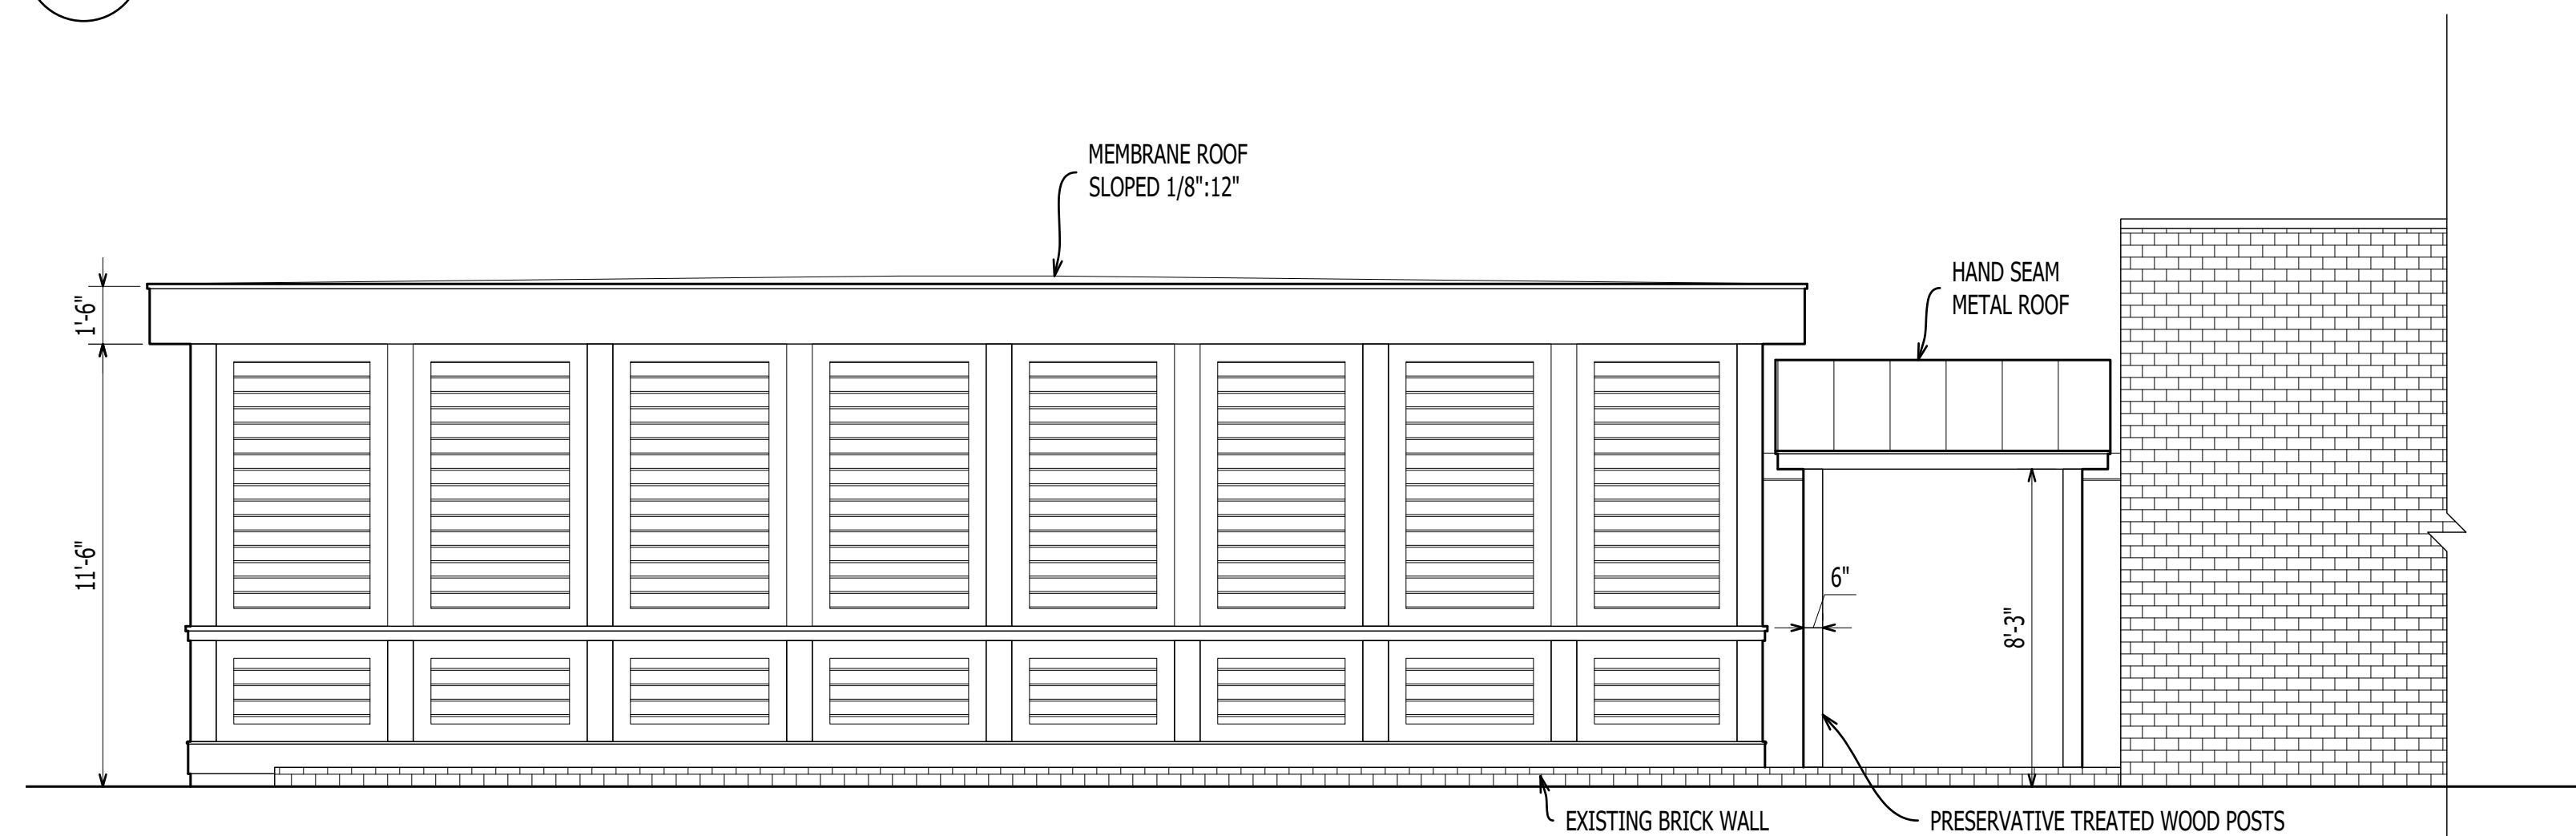 MEMBRANE ROOF
SLOPED 1/8":12"
HAND SEAM
METAL ROOF
1'-6"
11'-6"
6"
8'-3"
EXISTING BRICK WALL
PRESERVATIVE TREATED WOOD POSTS